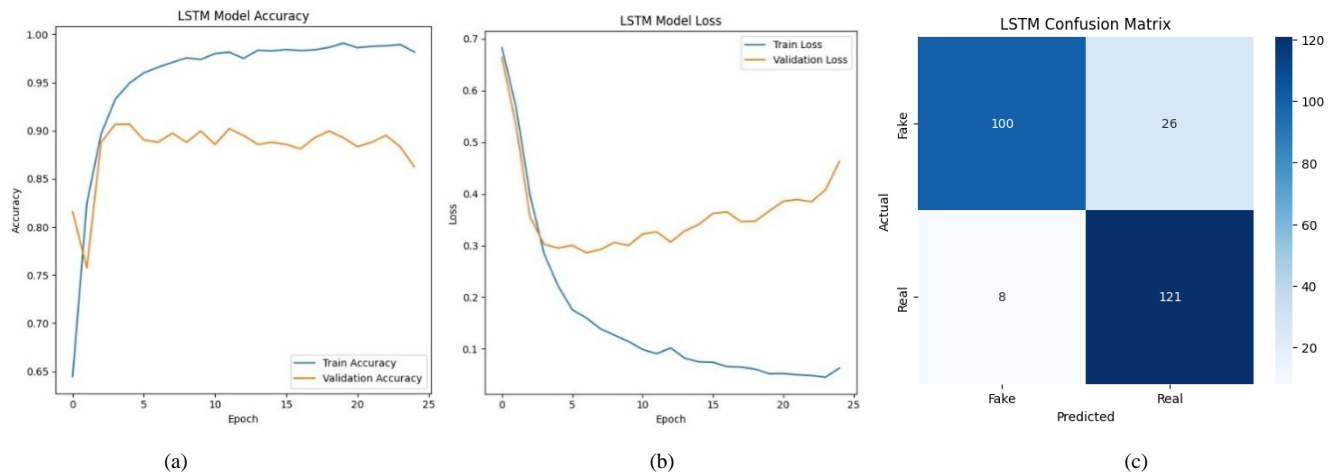 LSTM Model Accuracy
1.00
0.95
0.90
0.85
0.80
0.75
0.70
0.65
Accuracy
0
5
10
15
20
25
Epoch
Train Accuracy
Validation Accuracy
(a)
LSTM Model Loss
0.7
0.6
0.5
0.4
0.3
0.2
0.1
Loss
0
5
10
15
20
25
Epoch
Train Loss
Validation Loss
(b)
LSTM Confusion Matrix
Actual
Fake
Real
100
26
8
121
Fake
Real
Predicted
120
100
80
60
40
20
(c)